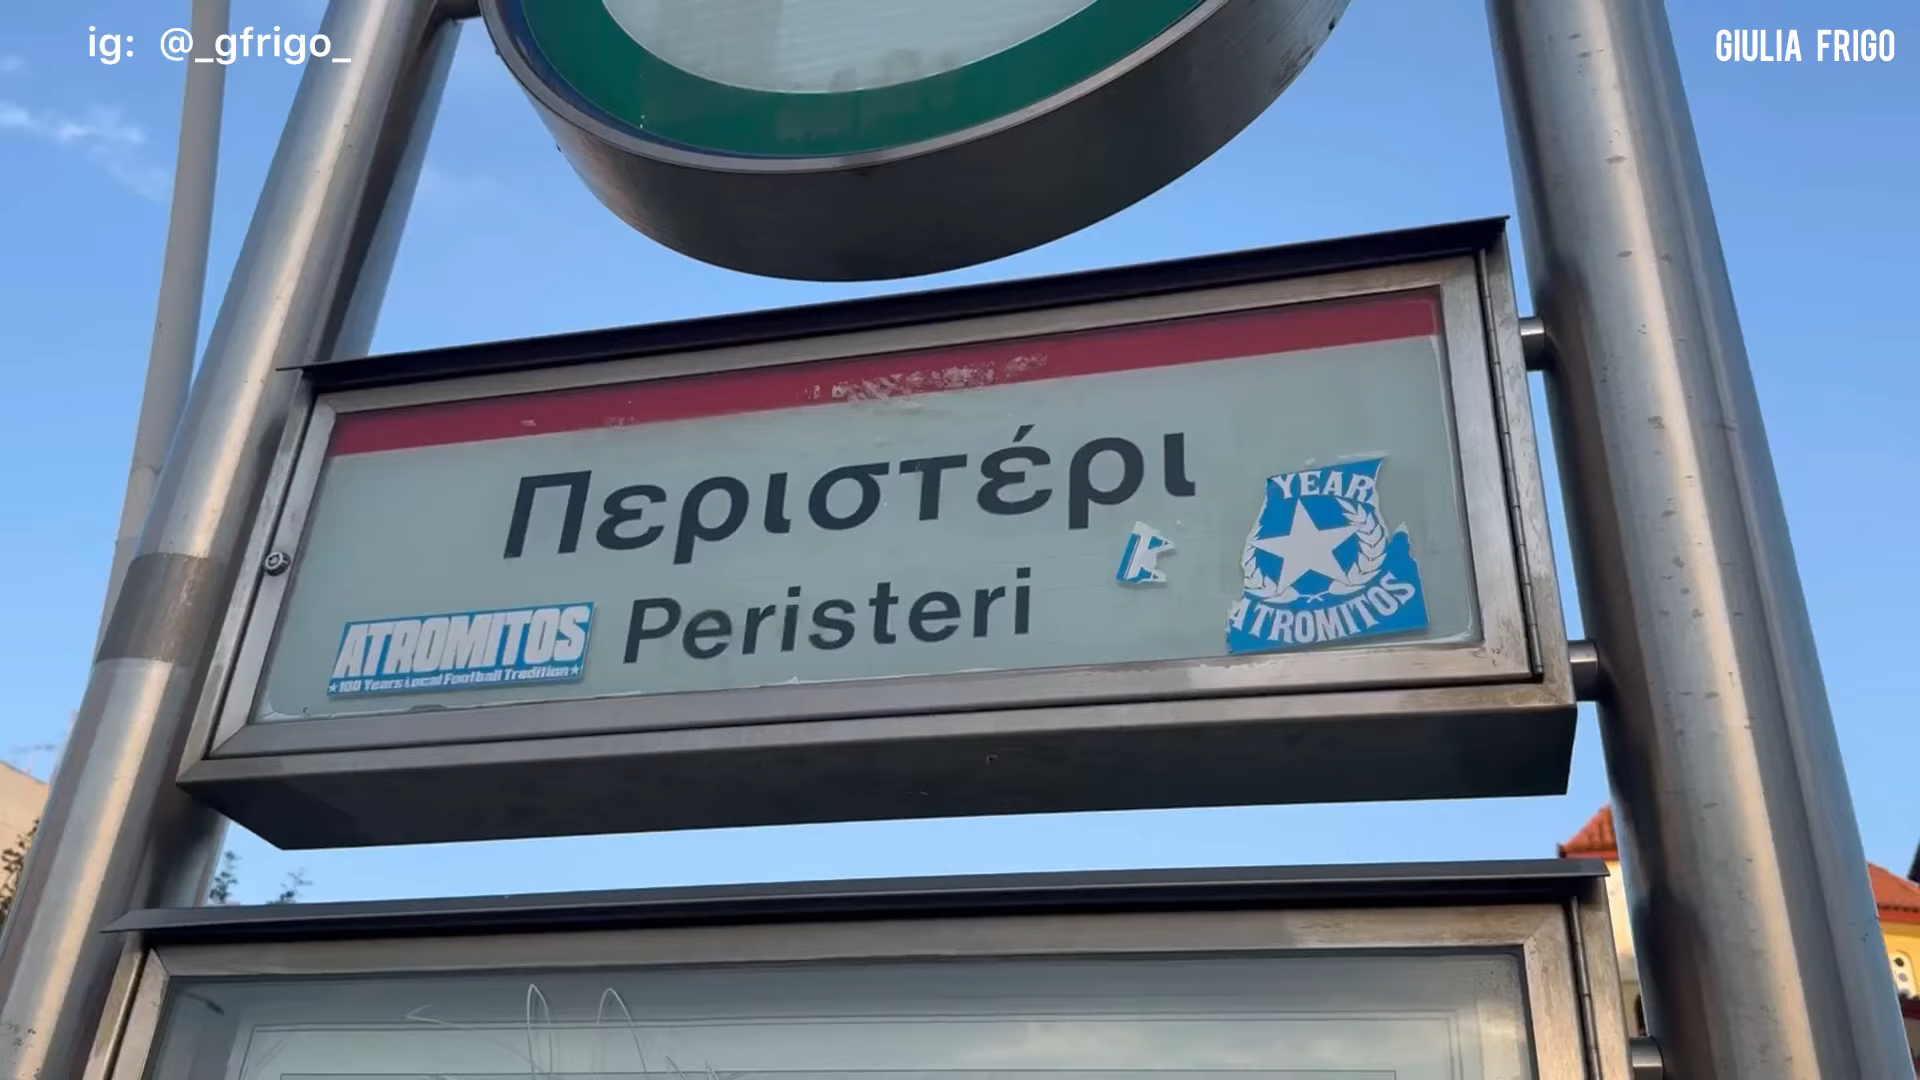 ig: @_gfrigo_
GIULIA FRIGO
Περιστέρι
Peristeri
K
YEAR
ATROMITOS
ATROMITOS
100 Years Local Football Tradition